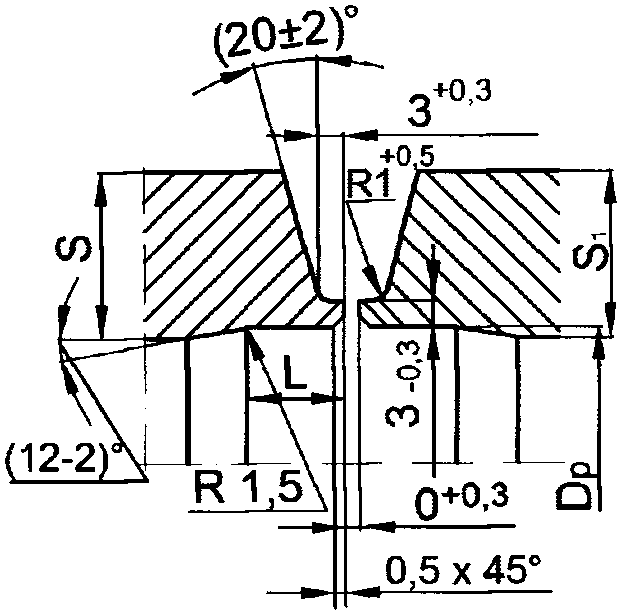 (20±2)°
3+0,3
R1+0,5
S
S1
L
3-0,3
(12-2)°
R 1,5
0+0,3
Dp
0,5 x 45°